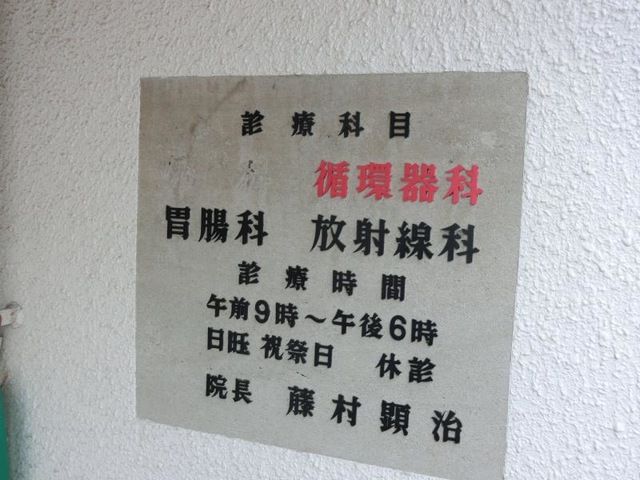 診療科目
循環器科
胃腸科 放射線科
診療時間
午前9時～午後6時
日旺 祝祭日 休診
院長 藤村顕治